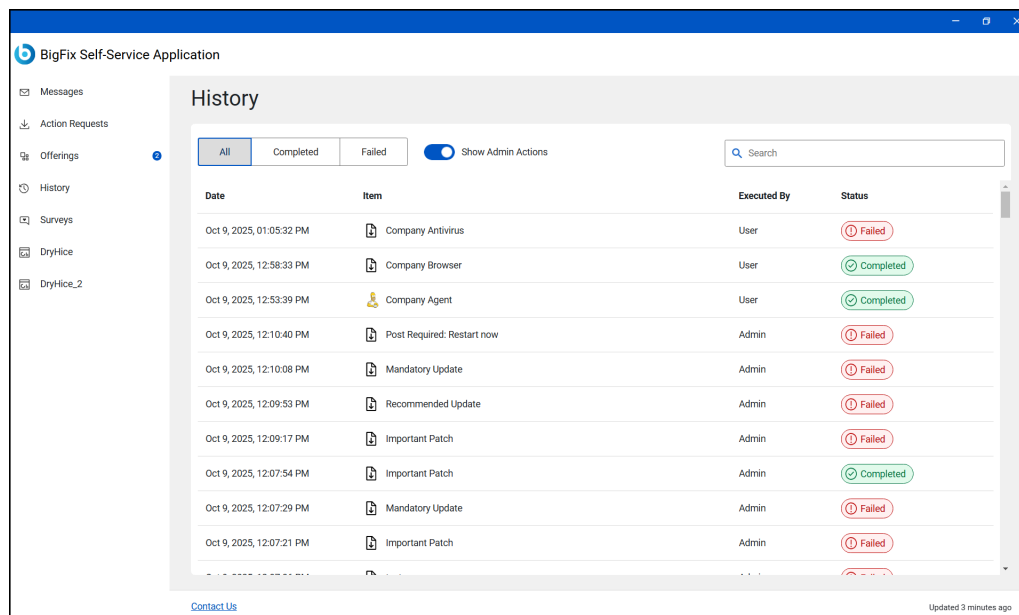 BigFix Self-Service Application
Messages
Action Requests
Offerings 2
History
Surveys
DryHice
DryHice_2
History
All Completed Failed Show Admin Actions Search
Date Item Executed By Status
Oct 9, 2025, 01:05:32 PM Company Antivirus User Failed
Oct 9, 2025, 12:58:33 PM Company Browser User Completed
Oct 9, 2025, 12:53:39 PM Company Agent User Completed
Oct 9, 2025, 12:10:40 PM Post Required: Restart now Admin Failed
Oct 9, 2025, 12:10:08 PM Mandatory Update Admin Failed
Oct 9, 2025, 12:09:53 PM Recommended Update Admin Failed
Oct 9, 2025, 12:09:17 PM Important Patch Admin Failed
Oct 9, 2025, 12:07:54 PM Important Patch Admin Completed
Oct 9, 2025, 12:07:29 PM Mandatory Update Admin Failed
Oct 9, 2025, 12:07:21 PM Important Patch Admin Failed
Contact Us Updated 3 minutes ago